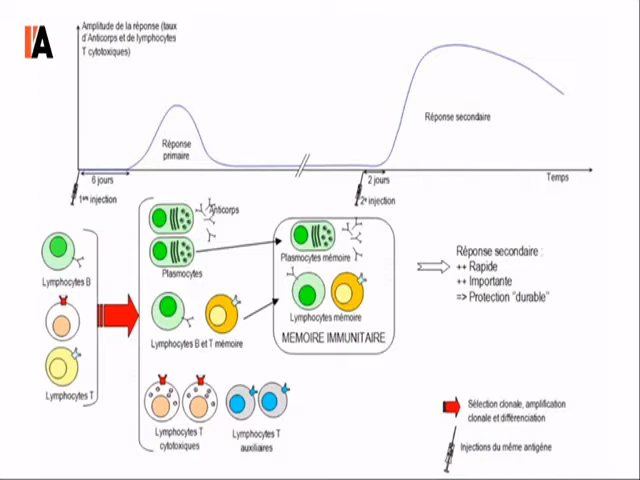 IA
Amplitude de la réponse (taux
d'Anticorps et de lymphocytes
T cytotoxiques)
Réponse
primaire
Réponse secondaire
6 jours
2 jours
Temps
1ère injection
2e injection
Anticorps
Plasmocytes
Plasmocytes mémoire
Lymphocytes B
Lymphocytes mémoire
Lymphocytes B et T mémoire
MEMOIRE IMMUNITAIRE
Lymphocytes T
Réponse secondaire :
++ Rapide
++ Importante
=> Protection "durable"
Lymphocytes T
cytotoxiques
Lymphocytes T
auxiliaires
Sélection clonale, amplification
clonale et différenciation
Injections du même antigène